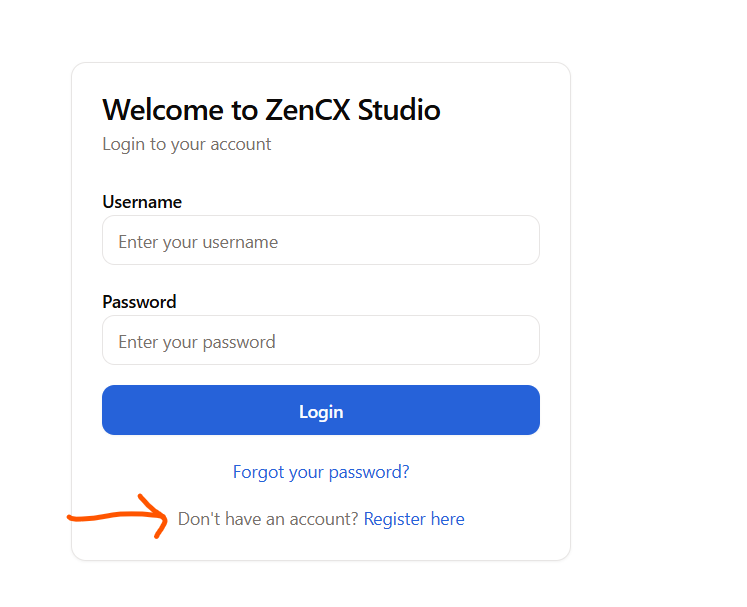 Welcome to ZenCX Studio
Login to your account
Username
Enter your username
Password
Enter your password
Login
Forgot your password?
Don't have an account? Register here